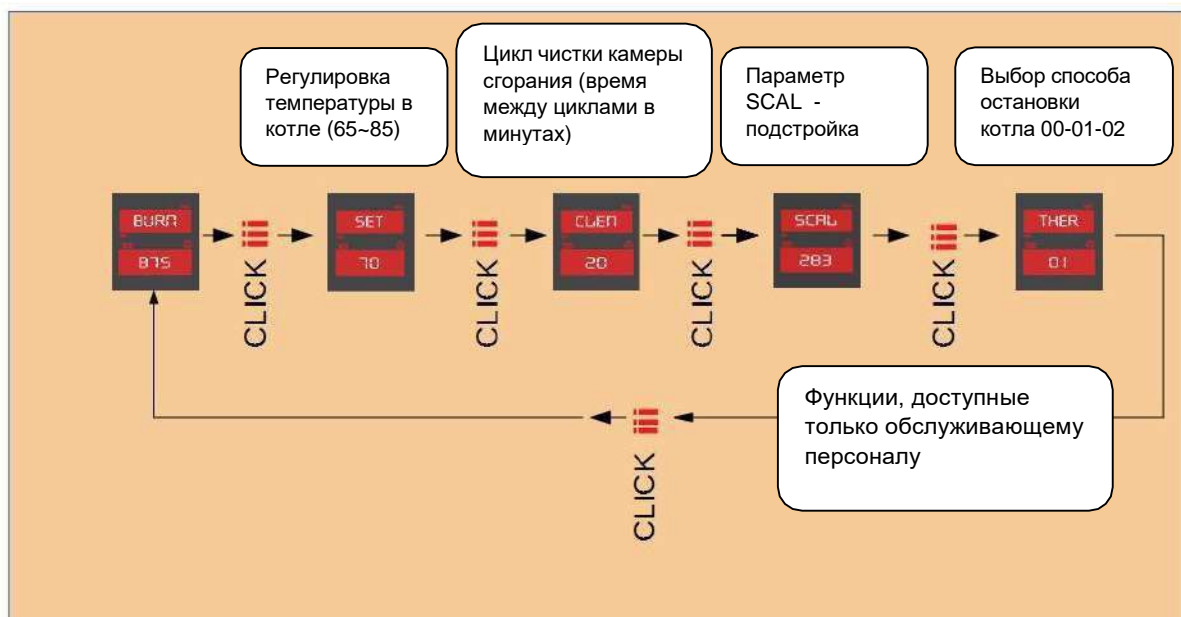 Регулировка
температуры в
котле (65~85)
Цикл чистки камеры
сгорания (время
между циклами в
минутах)
Параметр
SCAL -
подстройка
Выбор способа
остановки
котла 00-01-02
BURN
875
CLICK
SET
70
CLICK
CLEN
20
CLICK
SCAL
283
CLICK
THER
01
Функции, доступные
только обслуживающему
персоналу
CLICK